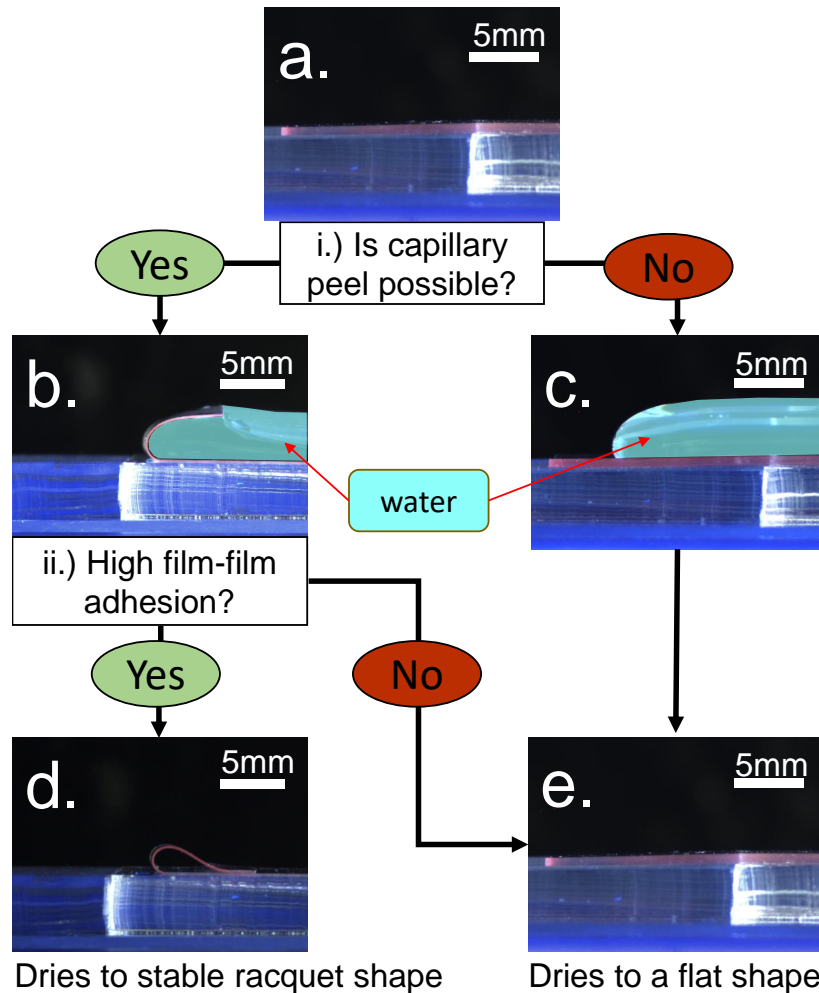 a.
5mm
i.) Is capillary
peel possible?
Yes
No
b.
5mm
c.
5mm
water
ii.) High film-film
adhesion?
Yes
No
d.
5mm
e.
5mm
Dries to stable racquet shape
Dries to a flat shape